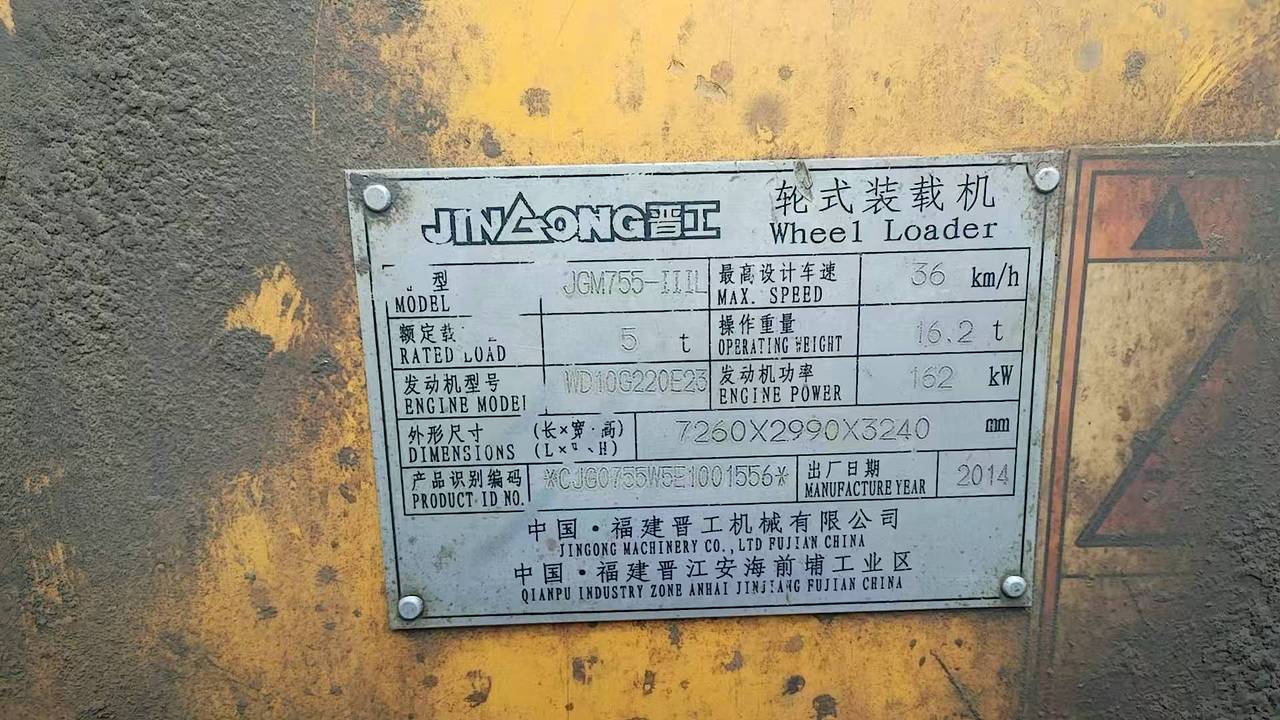 JINGONG晋工 轮式装载机
Wheel Loader
型 JGM755-IIIL 最高设计车速 36 km/h
MODEL MAX. SPEED
额定载 5 t 操作重量 16.2 t
RATED LOAD OPERATING WEIGHT
发动机型号 WD10G220E23 发动机功率 162 kW
ENGINE MODEL ENGINE POWER
外形尺寸 (长×宽·高) 7260X2990X3240 mm
DIMENSIONS
产品识别编码 *CJG0755W5E1001556* 出厂日期 2014
PRODUCT ID NO. MANUFACTURE YEAR
中国·福建晋工机械有限公司
JINGONG MACHINERY CO., LTD FUJIAN CHINA
中国·福建晋江安海前埔工业区
QIANPU INDUSTRY ZONE ANHAI JINJIANG FUJIAN CHINA